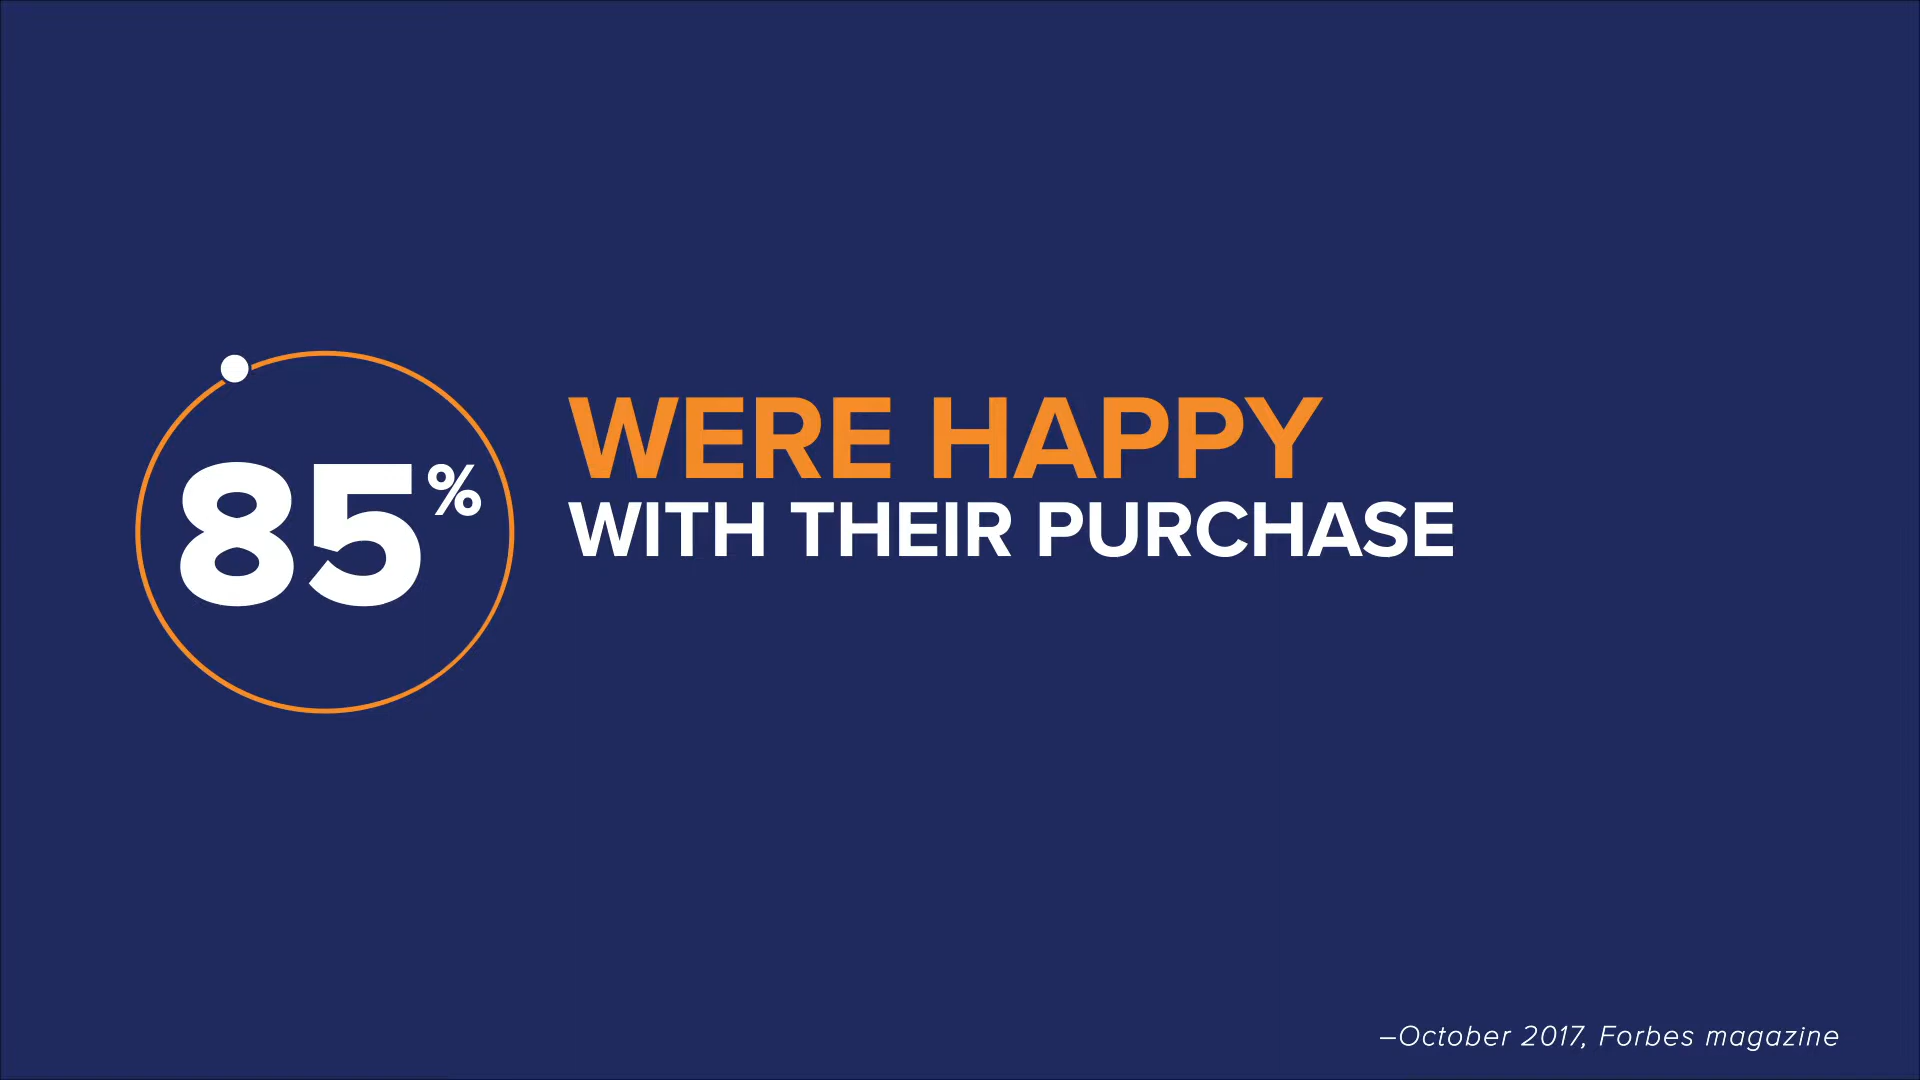 85%
WERE HAPPY
WITH THEIR PURCHASE
–October 2017, Forbes magazine